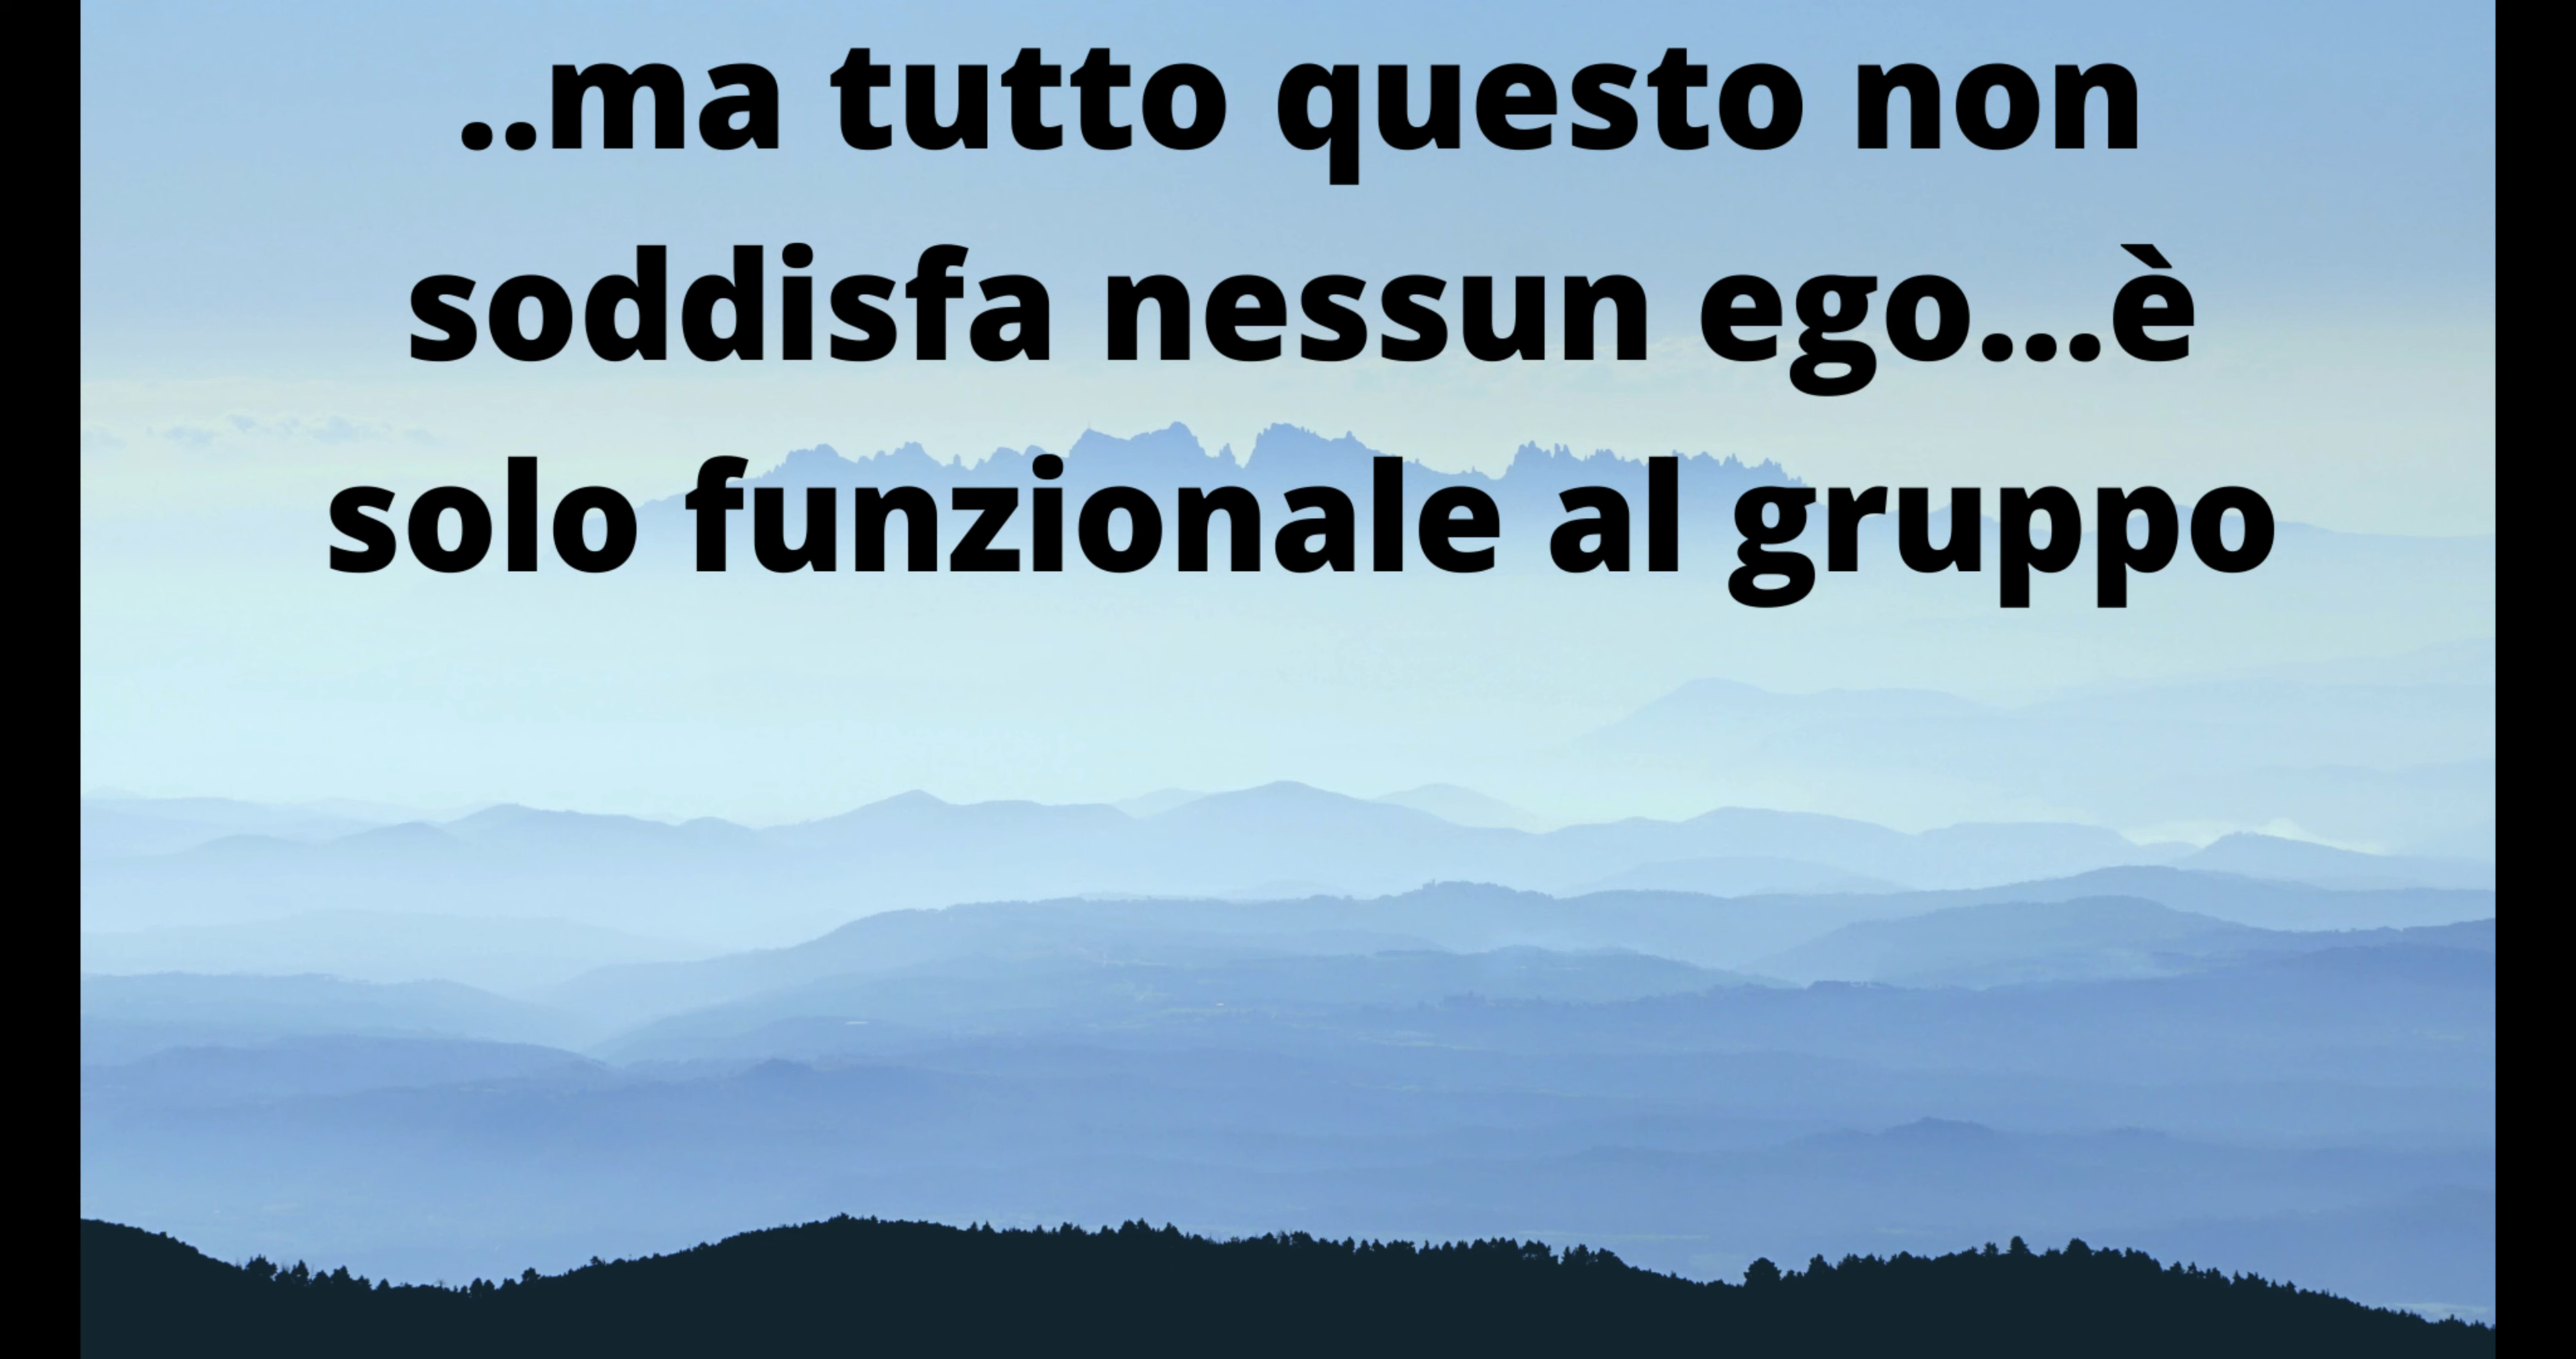 ..ma tutto questo non
soddisfa nessun ego...è
solo funzionale al gruppo